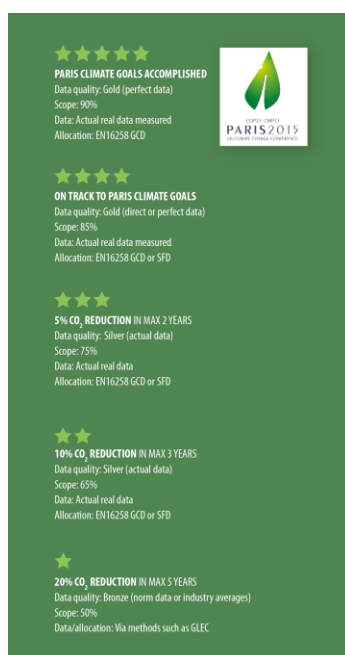 PARIS CLIMATE GOALS ACCOMPLISHED
Data quality: Gold (perfect data)
Scope: 90%
Data: Actual real data measured
Allocation: EN16258 GCD
COP21·CMP11
PARIS2015
UN CLIMATE CHANGE CONFERENCE
ON TRACK TO PARIS CLIMATE GOALS
Data quality: Gold (direct or perfect data)
Scope: 85%
Data: Actual real data measured
Allocation: EN16258 GCD or SFD
5% CO₂ REDUCTION IN MAX 2 YEARS
Data quality: Silver (actual data)
Scope: 75%
Data: Actual real data
Allocation: EN16258 GCD or SFD
10% CO₂ REDUCTION IN MAX 3 YEARS
Data quality: Silver (actual data)
Scope: 65%
Data: Actual real data
Allocation: EN16258 GCD or SFD
20% CO₂ REDUCTION IN MAX 5 YEARS
Data quality: Bronze (norm data or industry averages)
Scope: 50%
Data/allocation: Via methods such as GLEC